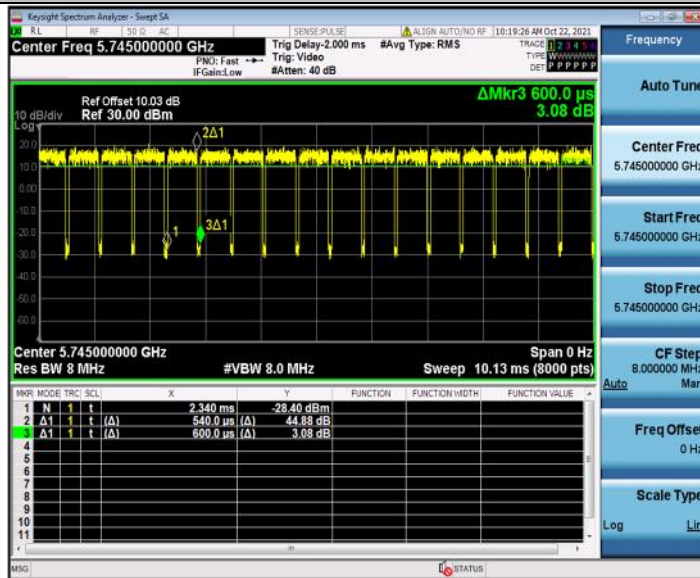 Keysight Spectrum Analyzer - Swept SA
RL RF 50 Ω AC SENSE:PULSE ALIGN AUTO/NO RF 10:19:26 AM Oct 22, 2021
Center Freq 5.745000000 GHz
PNO: Fast
IFGain:Low
Trig Delay-2.000 ms
Trig: Video
#Atten: 40 dB
#Avg Type: RMS
TRACE 1 2 3 4 5 6
TYPE W
DET P P P P P P
Ref Offset 10.03 dB
Ref 30.00 dBm
10 dB/div
Log
ΔMkr3 600.0 µs
3.08 dB
20.0
10.0
0.00
-10.0
-20.0
-30.0
-40.0
-50.0
-60.0
2Δ1
1
3Δ1
Center 5.745000000 GHz Span 0 Hz
Res BW 8 MHz #VBW 8.0 MHz Sweep 10.13 ms (8000 pts)
MKR MODE TRC SCL X Y FUNCTION FUNCTION WIDTH FUNCTION VALUE
1 N 1 t 2.340 ms -28.40 dBm
2 Δ1 1 t (Δ) 540.0 µs (Δ) 44.88 dB
3 Δ1 1 t (Δ) 600.0 µs (Δ) 3.08 dB
4
5
6
7
8
9
10
11
MSG STATUS
Frequency
Auto Tune
Center Freq
5.745000000 GHz
Start Freq
5.745000000 GHz
Stop Freq
5.745000000 GHz
CF Step
8.000000 MHz
Auto Man
Freq Offset
0 Hz
Scale Type
Log Lin